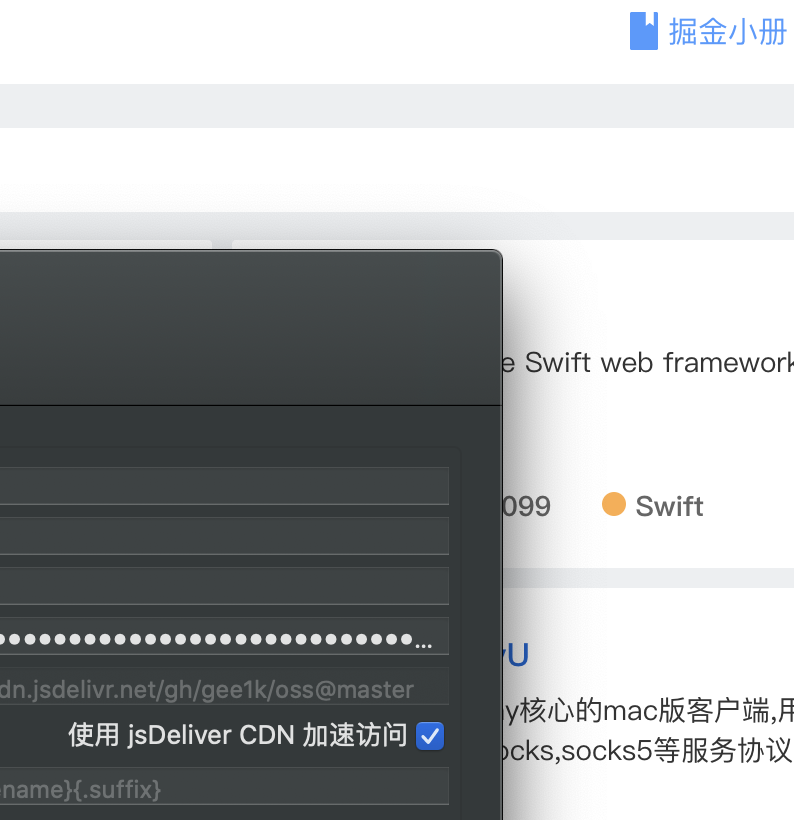 掘金小册
e Swift web framework
099
Swift
yU
dn.jsdelivr.net/gh/gee1k/oss@master
ay核心的mac版客户端,用
使用 jsDeliver CDN 加速访问
ocks,socks5等服务协议
name}{.suffix}